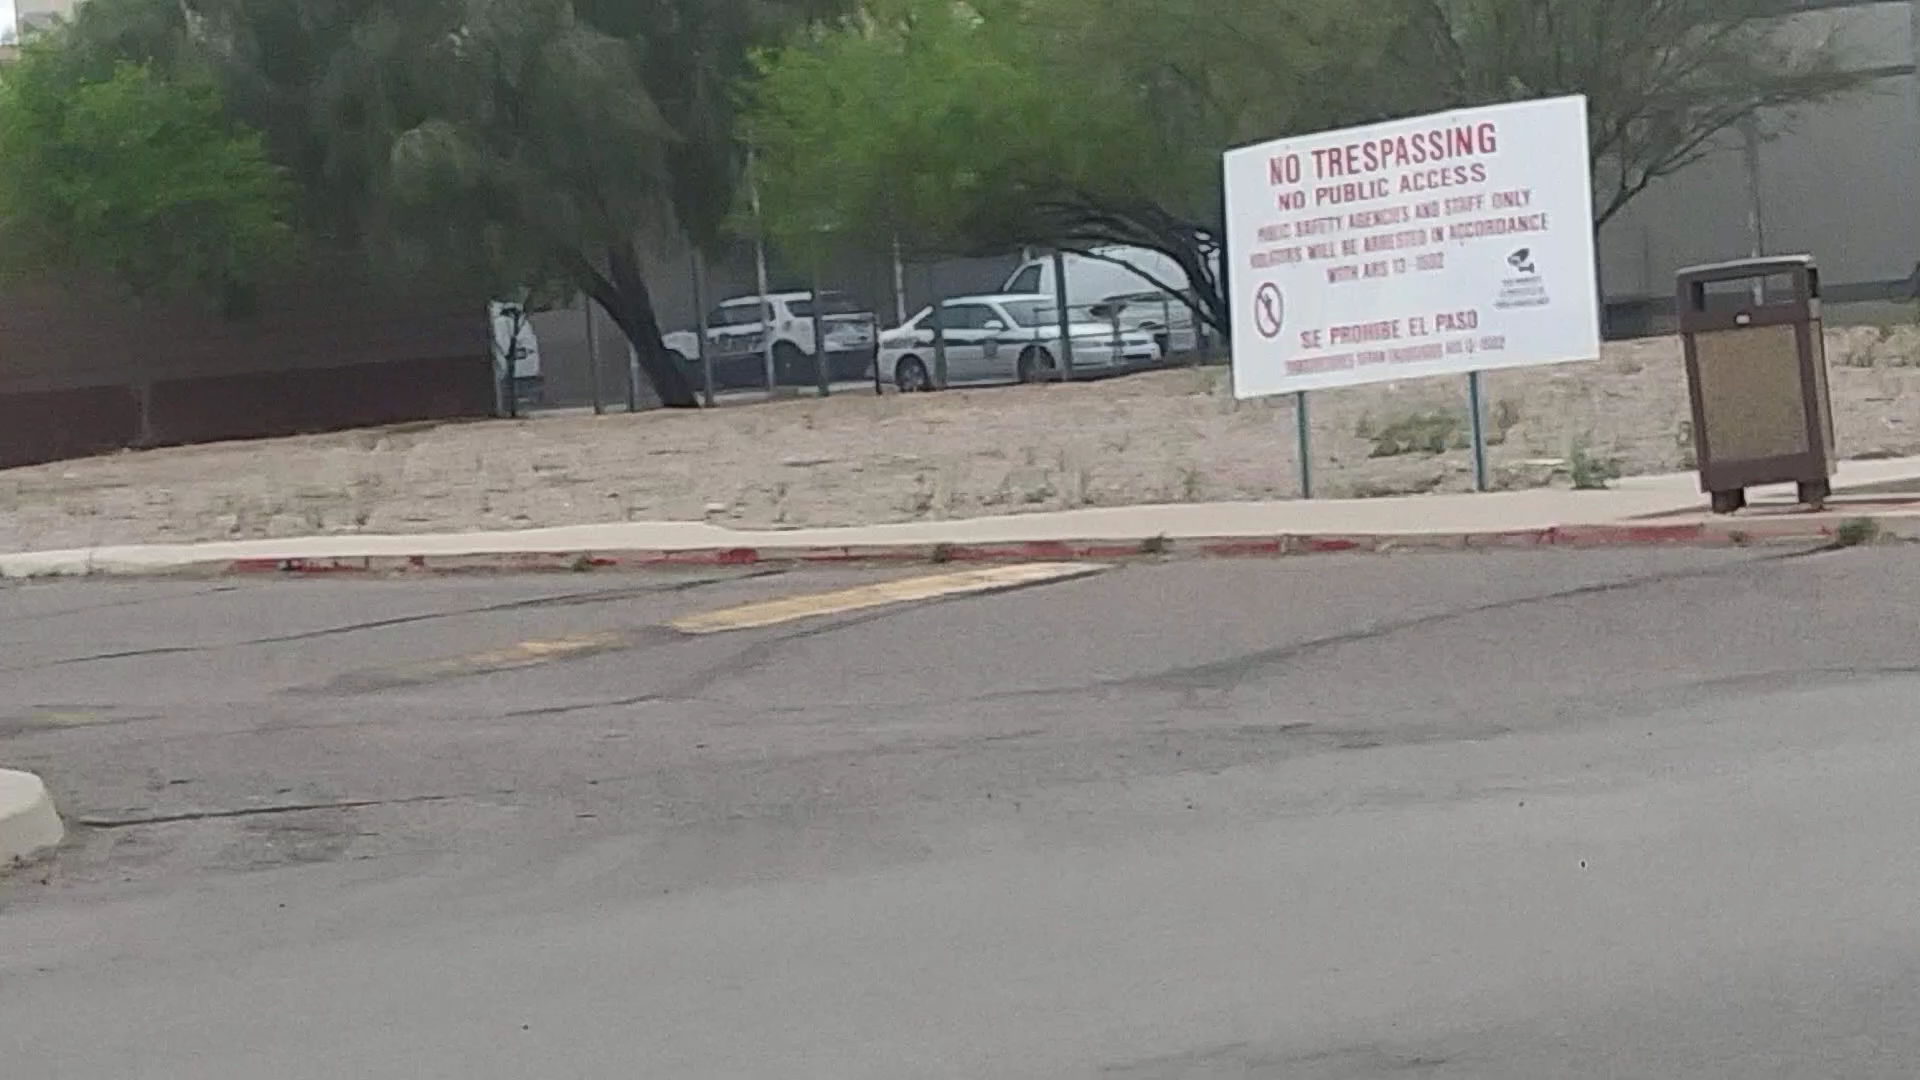 NO TRESPASSING
NO PUBLIC ACCESS
PUBLIC SAFETY AGENCIES AND STAFF ONLY
VIOLATORS WILL BE ARRESTED IN ACCORDANCE
WITH ARS 13-1502
SE PROHIBE EL PASO